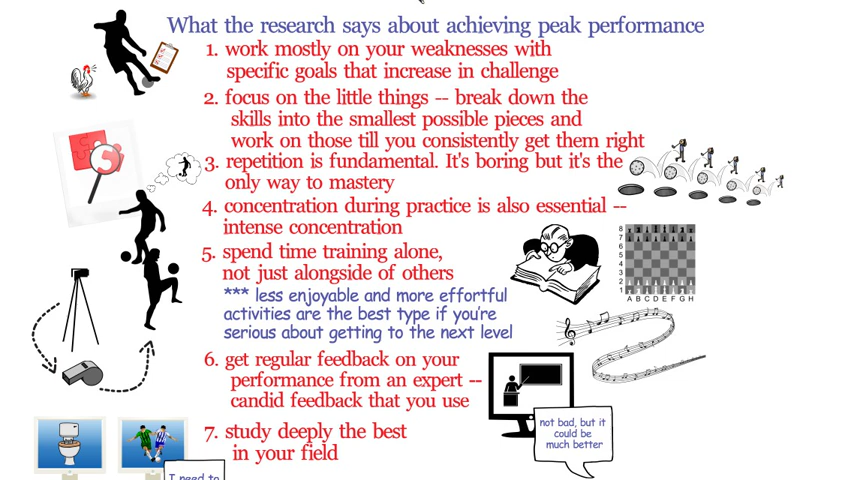 What the research says about achieving peak performance
1. work mostly on your weaknesses with
specific goals that increase in challenge
2. focus on the little things -- break down the
skills into the smallest possible pieces and
work on those till you consistently get them right
3. repetition is fundamental. It's boring but it's the
only way to mastery
4. concentration during practice is also essential --
intense concentration
5. spend time training alone,
not just alongside of others
*** less enjoyable and more effortful
activities are the best type if you're
serious about getting to the next level
6. get regular feedback on your
performance from an expert --
candid feedback that you use
7. study deeply the best
in your field
8
7
6
5
4
3
2
1
A B C D E F G H
not bad, but it
could be
much better
I need to